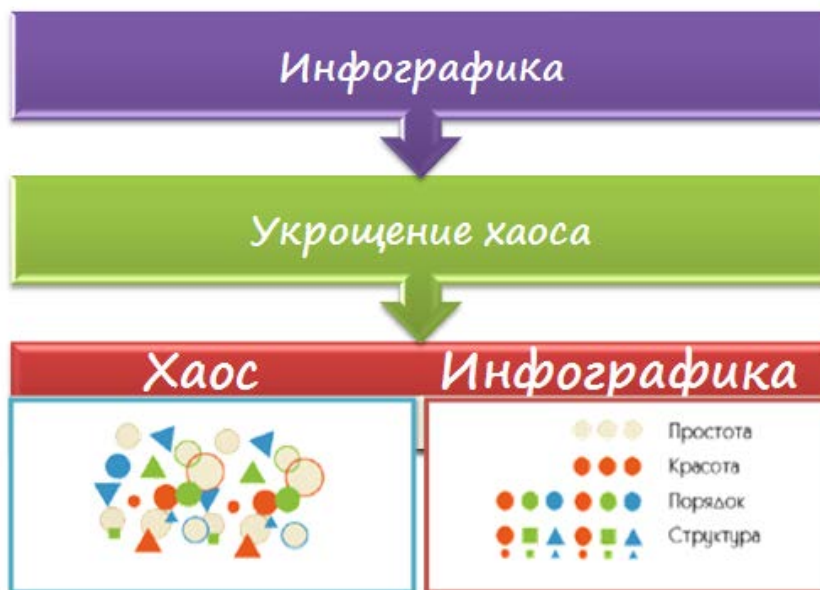 Инфографика
Укрощение хаоса
Хаос
Инфографика
Простота
Красота
Порядок
Структура